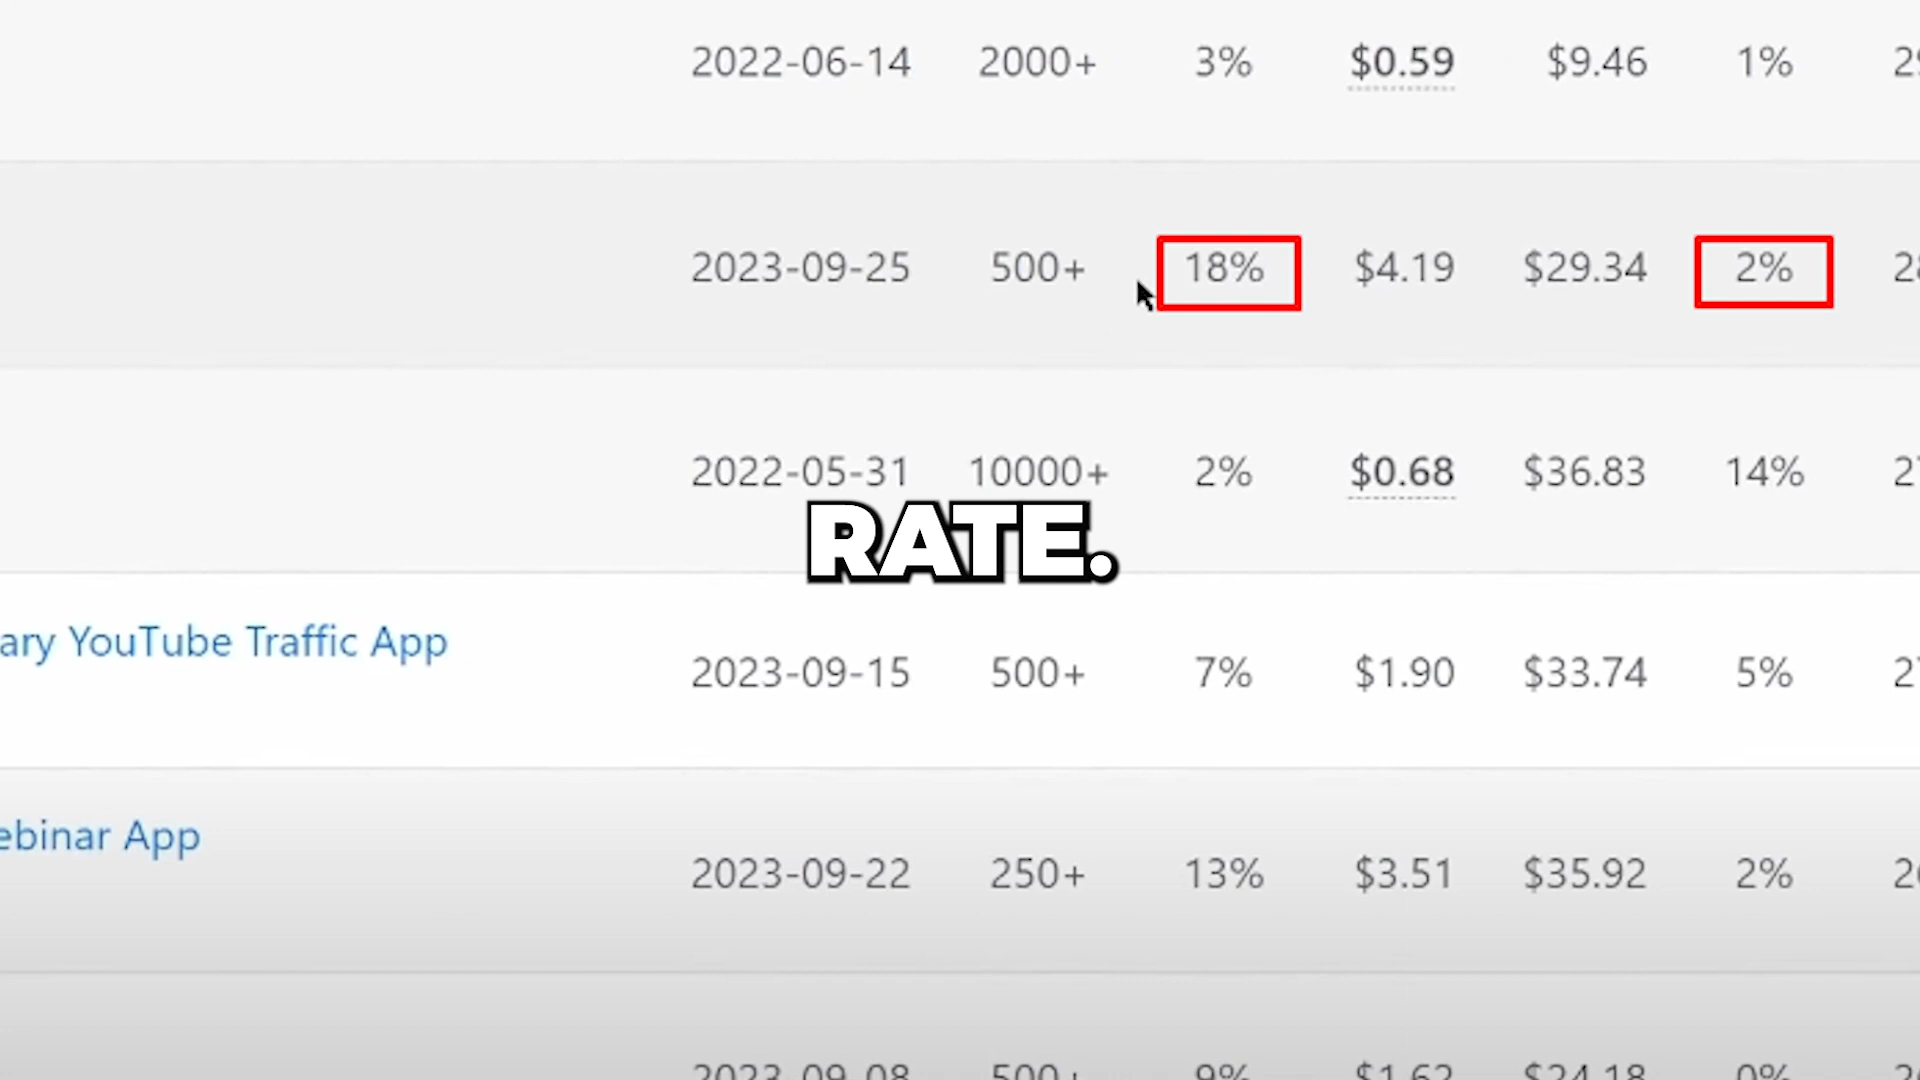 2022-06-14 2000+ 3% $0.59 $9.46 1%
2023-09-25 500+ 18% $4.19 $29.34 2%
2022-05-31 10000+ 2% $0.68 $36.83 14%
RATE.
YouTube Traffic App
2023-09-15 500+ 7% $1.90 $33.74 5%
App
2023-09-22 250+ 13% $3.51 $35.92 2%